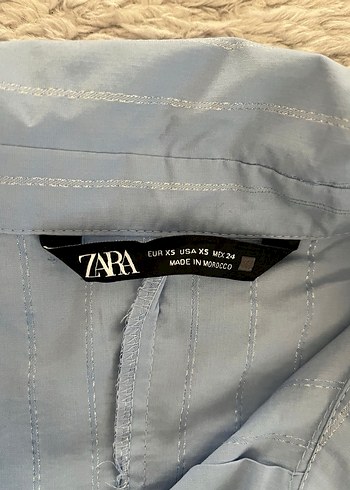 ZARA
EUR XS USA XS MEX 24
MADE IN MOROCCO